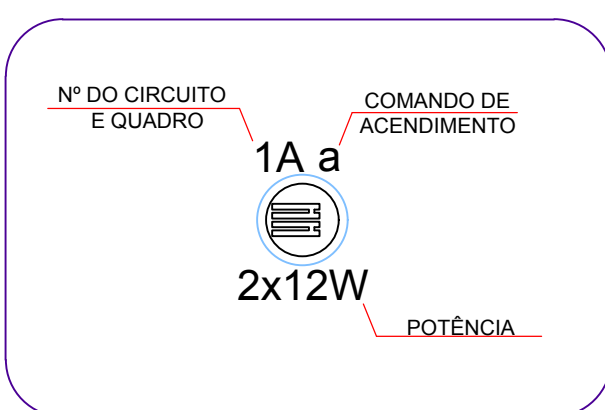 Nº DO CIRCUITO
E QUADRO
COMANDO DE
ACENDIMENTO
1A a
2x12W
POTÊNCIA